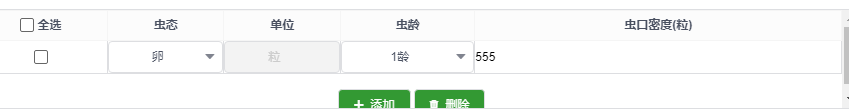 全选 虫态 单位 虫龄 虫口密度(粒)
卵 粒 1龄 555
添加 删除